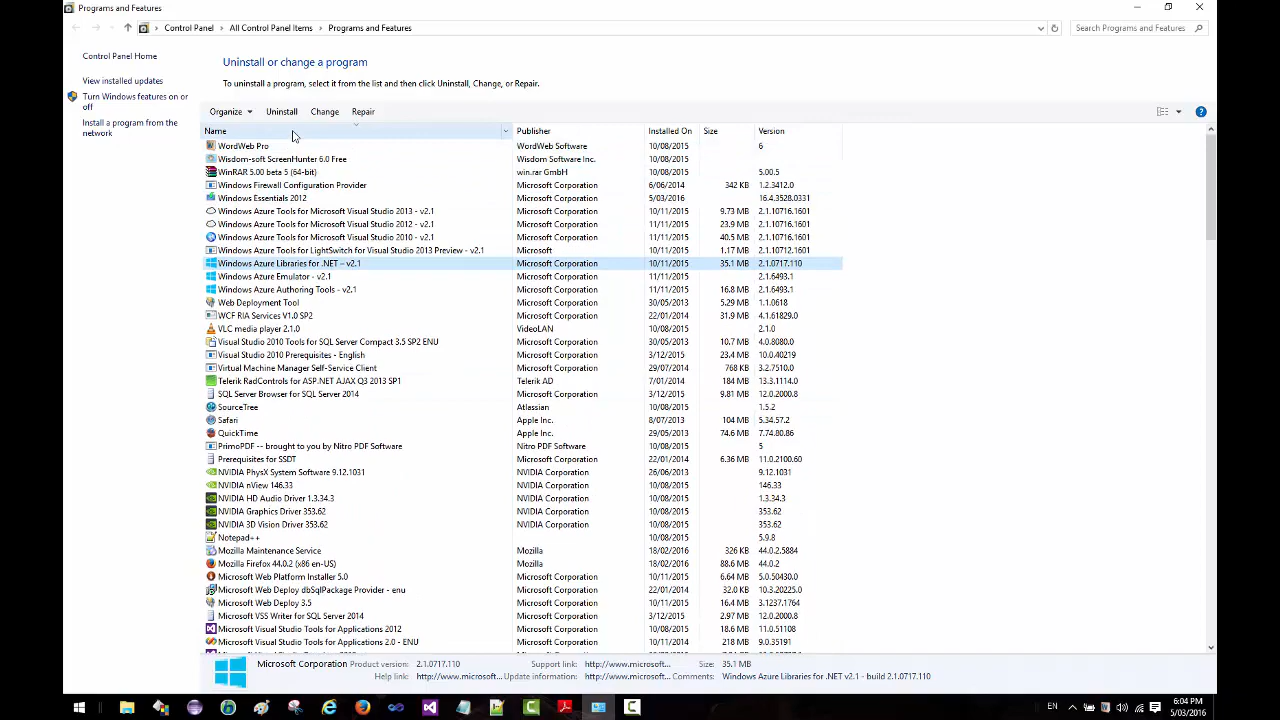 Programs and Features
Control Panel > All Control Panel Items > Programs and Features
Search Programs and Features
Control Panel Home
Uninstall or change a program
View installed updates
To uninstall a program, select it from the list and then click Uninstall, Change, or Repair.
Turn Windows features on or
off
Organize Uninstall Change Repair
Install a program from the
network
Name Publisher Installed On Size Version
WordWeb Pro WordWeb Software 10/08/2015 6
Wisdom-soft ScreenHunter 6.0 Free Wisdom Software Inc. 10/08/2015
WinRAR 5.00 beta 5 (64-bit) win.rar GmbH 10/08/2015 5.00.5
Windows Firewall Configuration Provider Microsoft Corporation 6/06/2014 342 KB 1.2.3412.0
Windows Essentials 2012 Microsoft Corporation 5/03/2016 16.4.3528.0331
Windows Azure Tools for Microsoft Visual Studio 2013 - v2.1 Microsoft Corporation 10/11/2015 9.73 MB 2.1.10716.1601
Windows Azure Tools for Microsoft Visual Studio 2012 - v2.1 Microsoft Corporation 11/11/2015 23.9 MB 2.1.10716.1601
Windows Azure Tools for Microsoft Visual Studio 2010 - v2.1 Microsoft Corporation 11/11/2015 40.5 MB 2.1.10716.1601
Windows Azure Tools for LightSwitch for Visual Studio 2013 Preview - v2.1 Microsoft 10/11/2015 1.17 MB 2.1.10712.1601
Windows Azure Libraries for .NET – v2.1 Microsoft Corporation 10/11/2015 35.1 MB 2.1.0717.110
Windows Azure Emulator - v2.1 Microsoft Corporation 11/11/2015 2.1.6493.1
Windows Azure Authoring Tools - v2.1 Microsoft Corporation 11/11/2015 16.8 MB 2.1.6493.1
Web Deployment Tool Microsoft Corporation 30/05/2013 5.29 MB 1.1.0618
WCF RIA Services V1.0 SP2 Microsoft Corporation 22/01/2014 31.9 MB 4.1.61829.0
VLC media player 2.1.0 VideoLAN 10/08/2015 2.1.0
Visual Studio 2010 Tools for SQL Server Compact 3.5 SP2 ENU Microsoft Corporation 30/05/2013 10.7 MB 4.0.8080.0
Visual Studio 2010 Prerequisites - English Microsoft Corporation 3/12/2015 23.4 MB 10.0.40219
Virtual Machine Manager Self-Service Client Microsoft Corporation 29/07/2014 768 KB 3.2.7510.0
Telerik RadControls for ASP.NET AJAX Q3 2013 SP1 Telerik AD 7/01/2014 184 MB 13.3.1114.0
SQL Server Browser for SQL Server 2014 Microsoft Corporation 3/12/2015 9.81 MB 12.0.2000.8
SourceTree Atlassian 10/08/2015 1.5.2
Safari Apple Inc. 8/07/2013 104 MB 5.34.57.2
QuickTime Apple Inc. 29/05/2013 74.6 MB 7.74.80.86
PrimoPDF -- brought to you by Nitro PDF Software Nitro PDF Software 10/08/2015 5
Prerequisites for SSDT Microsoft Corporation 10/11/2014 6.36 MB 11.0.2100.60
NVIDIA PhysX System Software 9.12.1031 NVIDIA Corporation 26/06/2013 9.12.1031
NVIDIA nView 146.33 NVIDIA Corporation 10/08/2015 146.33
NVIDIA HD Audio Driver 1.3.34.3 NVIDIA Corporation 10/08/2015 1.3.34.3
NVIDIA Graphics Driver 353.62 NVIDIA Corporation 10/08/2015 353.62
NVIDIA 3D Vision Driver 353.62 NVIDIA Corporation 10/08/2015 353.62
Notepad++ 10/08/2015 5.9.8
Mozilla Maintenance Service Mozilla 18/02/2016 326 KB 44.0.2.5884
Mozilla Firefox 44.0.2 (x86 en-US) Mozilla 18/02/2016 88.6 MB 44.0.2
Microsoft Web Platform Installer 5.0 Microsoft Corporation 10/11/2015 6.64 MB 5.0.50430.0
Microsoft Web Deploy dbSqlPackage Provider - enu Microsoft Corporation 22/01/2014 32.0 KB 10.3.20225.0
Microsoft Web Deploy 3.5 Microsoft Corporation 10/11/2015 16.4 MB 3.1237.1764
Microsoft VSS Writer for SQL Server 2014 Microsoft Corporation 3/12/2015 2.97 MB 12.0.2000.8
Microsoft Visual Studio Tools for Applications 2012 Microsoft Corporation 10/11/2015 18.6 MB 11.0.51108
Microsoft Visual Studio Tools for Applications 2.0 - ENU Microsoft Corporation 10/11/2014 218 MB 9.0.35191
Microsoft Corporation Product version: 2.1.0717.110 Support link: http://www.microsoft... Size: 35.1 MB
Help link: http://www.microsoft... Update information: http://www.microsoft... Comments: Windows Azure Libraries for .NET v2.1 - build 2.1.0717.110
EN 6:04 PM
5/03/2016